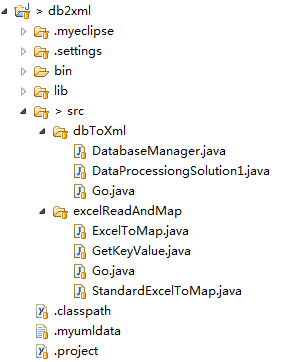 > db2xml
.myeclipse
.settings
bin
lib
> src
dbToXml
DatabaseManager.java
DataProcessiongSolution1.java
Go.java
excelReadAndMap
ExcelToMap.java
GetKeyValue.java
Go.java
StandardExcelToMap.java
.classpath
.myumldata
.project